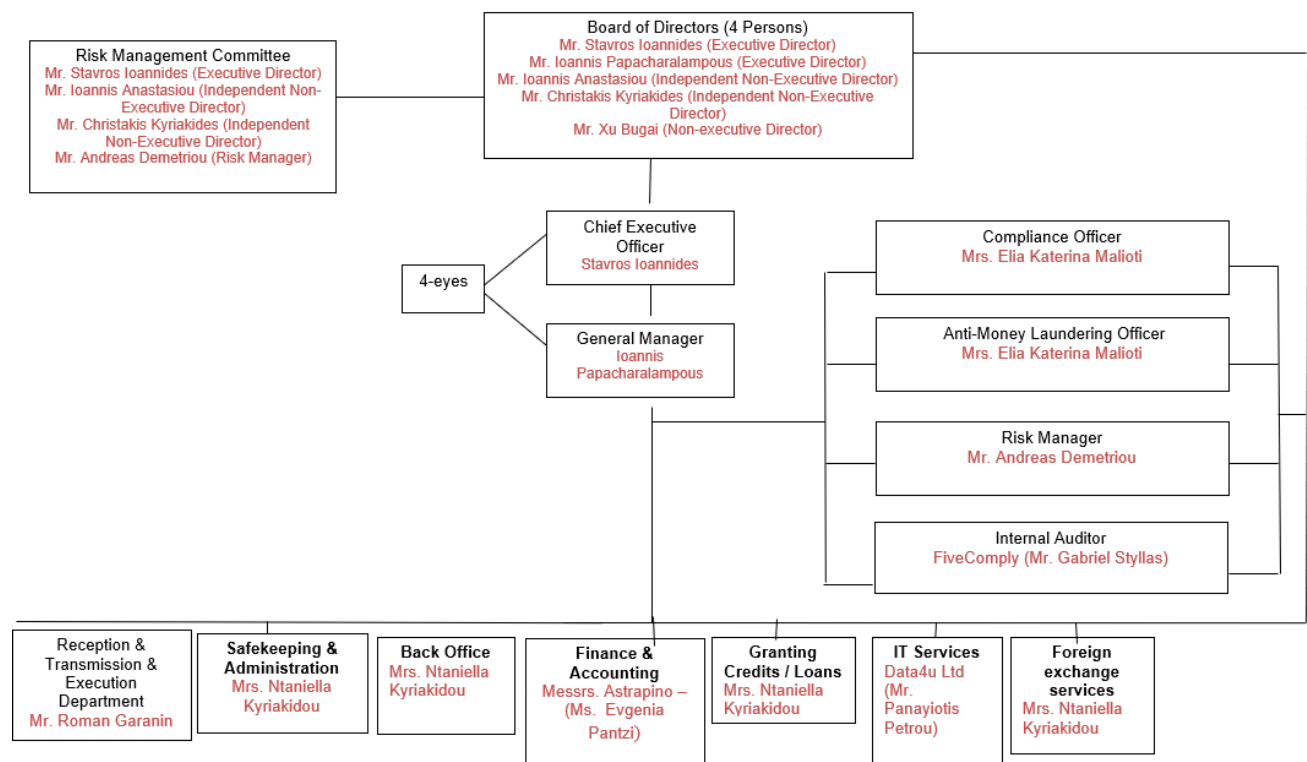 Board of Directors (4 Persons)
Mr. Stavros Ioannides (Executive Director)
Mr. Ioannis Papacharalampous (Executive Director)
Mr. Ioannis Anastasiou (Independent Non-Executive Director)
Mr. Christakis Kyriakides (Independent Non-Executive
Director)
Mr. Xu Bugai (Non-executive Director)
Risk Management Committee
Mr. Stavros Ioannides (Executive Director)
Mr. Ioannis Anastasiou (Independent Non-
Executive Director)
Mr. Christakis Kyriakides (Independent
Non-Executive Director)
Mr. Andreas Demetriou (Risk Manager)
Chief Executive
Officer
Stavros Ioannides
4-eyes
General Manager
Ioannis
Papacharalampous
Compliance Officer
Mrs. Elia Katerina Malioti
Anti-Money Laundering Officer
Mrs. Elia Katerina Malioti
Risk Manager
Mr. Andreas Demetriou
Internal Auditor
FiveComply (Mr. Gabriel Styllas)
Reception &
Transmission &
Execution
Department
Mr. Roman Garanin
Safekeeping &
Administration
Mrs. Ntaniella
Kyriakidou
Back Office
Mrs. Ntaniella
Kyriakidou
Finance &
Accounting
Messrs. Astrapino –
(Ms. Evgenia
Pantzi)
Granting
Credits / Loans
Mrs. Ntaniella
Kyriakidou
IT Services
Data4u Ltd
(Mr.
Panayiotis
Petrou)
Foreign
exchange
services
Mrs. Ntaniella
Kyriakidou